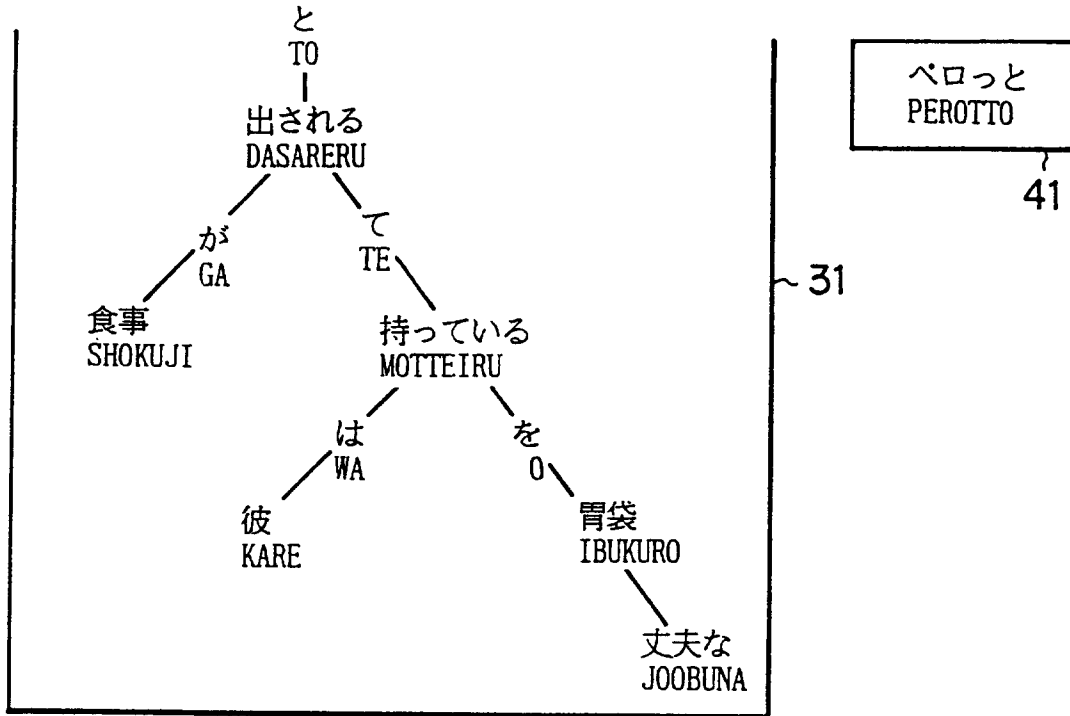 と
TO
出される
DASARERU
が
GA
て
TE
食事
SHOKUJI
持っている
MOTTEIRU
は
WA
を
O
彼
KARE
胃袋
IBUKURO
丈夫な
JOOBUNA
31
ペロっと
PEROTTO
41